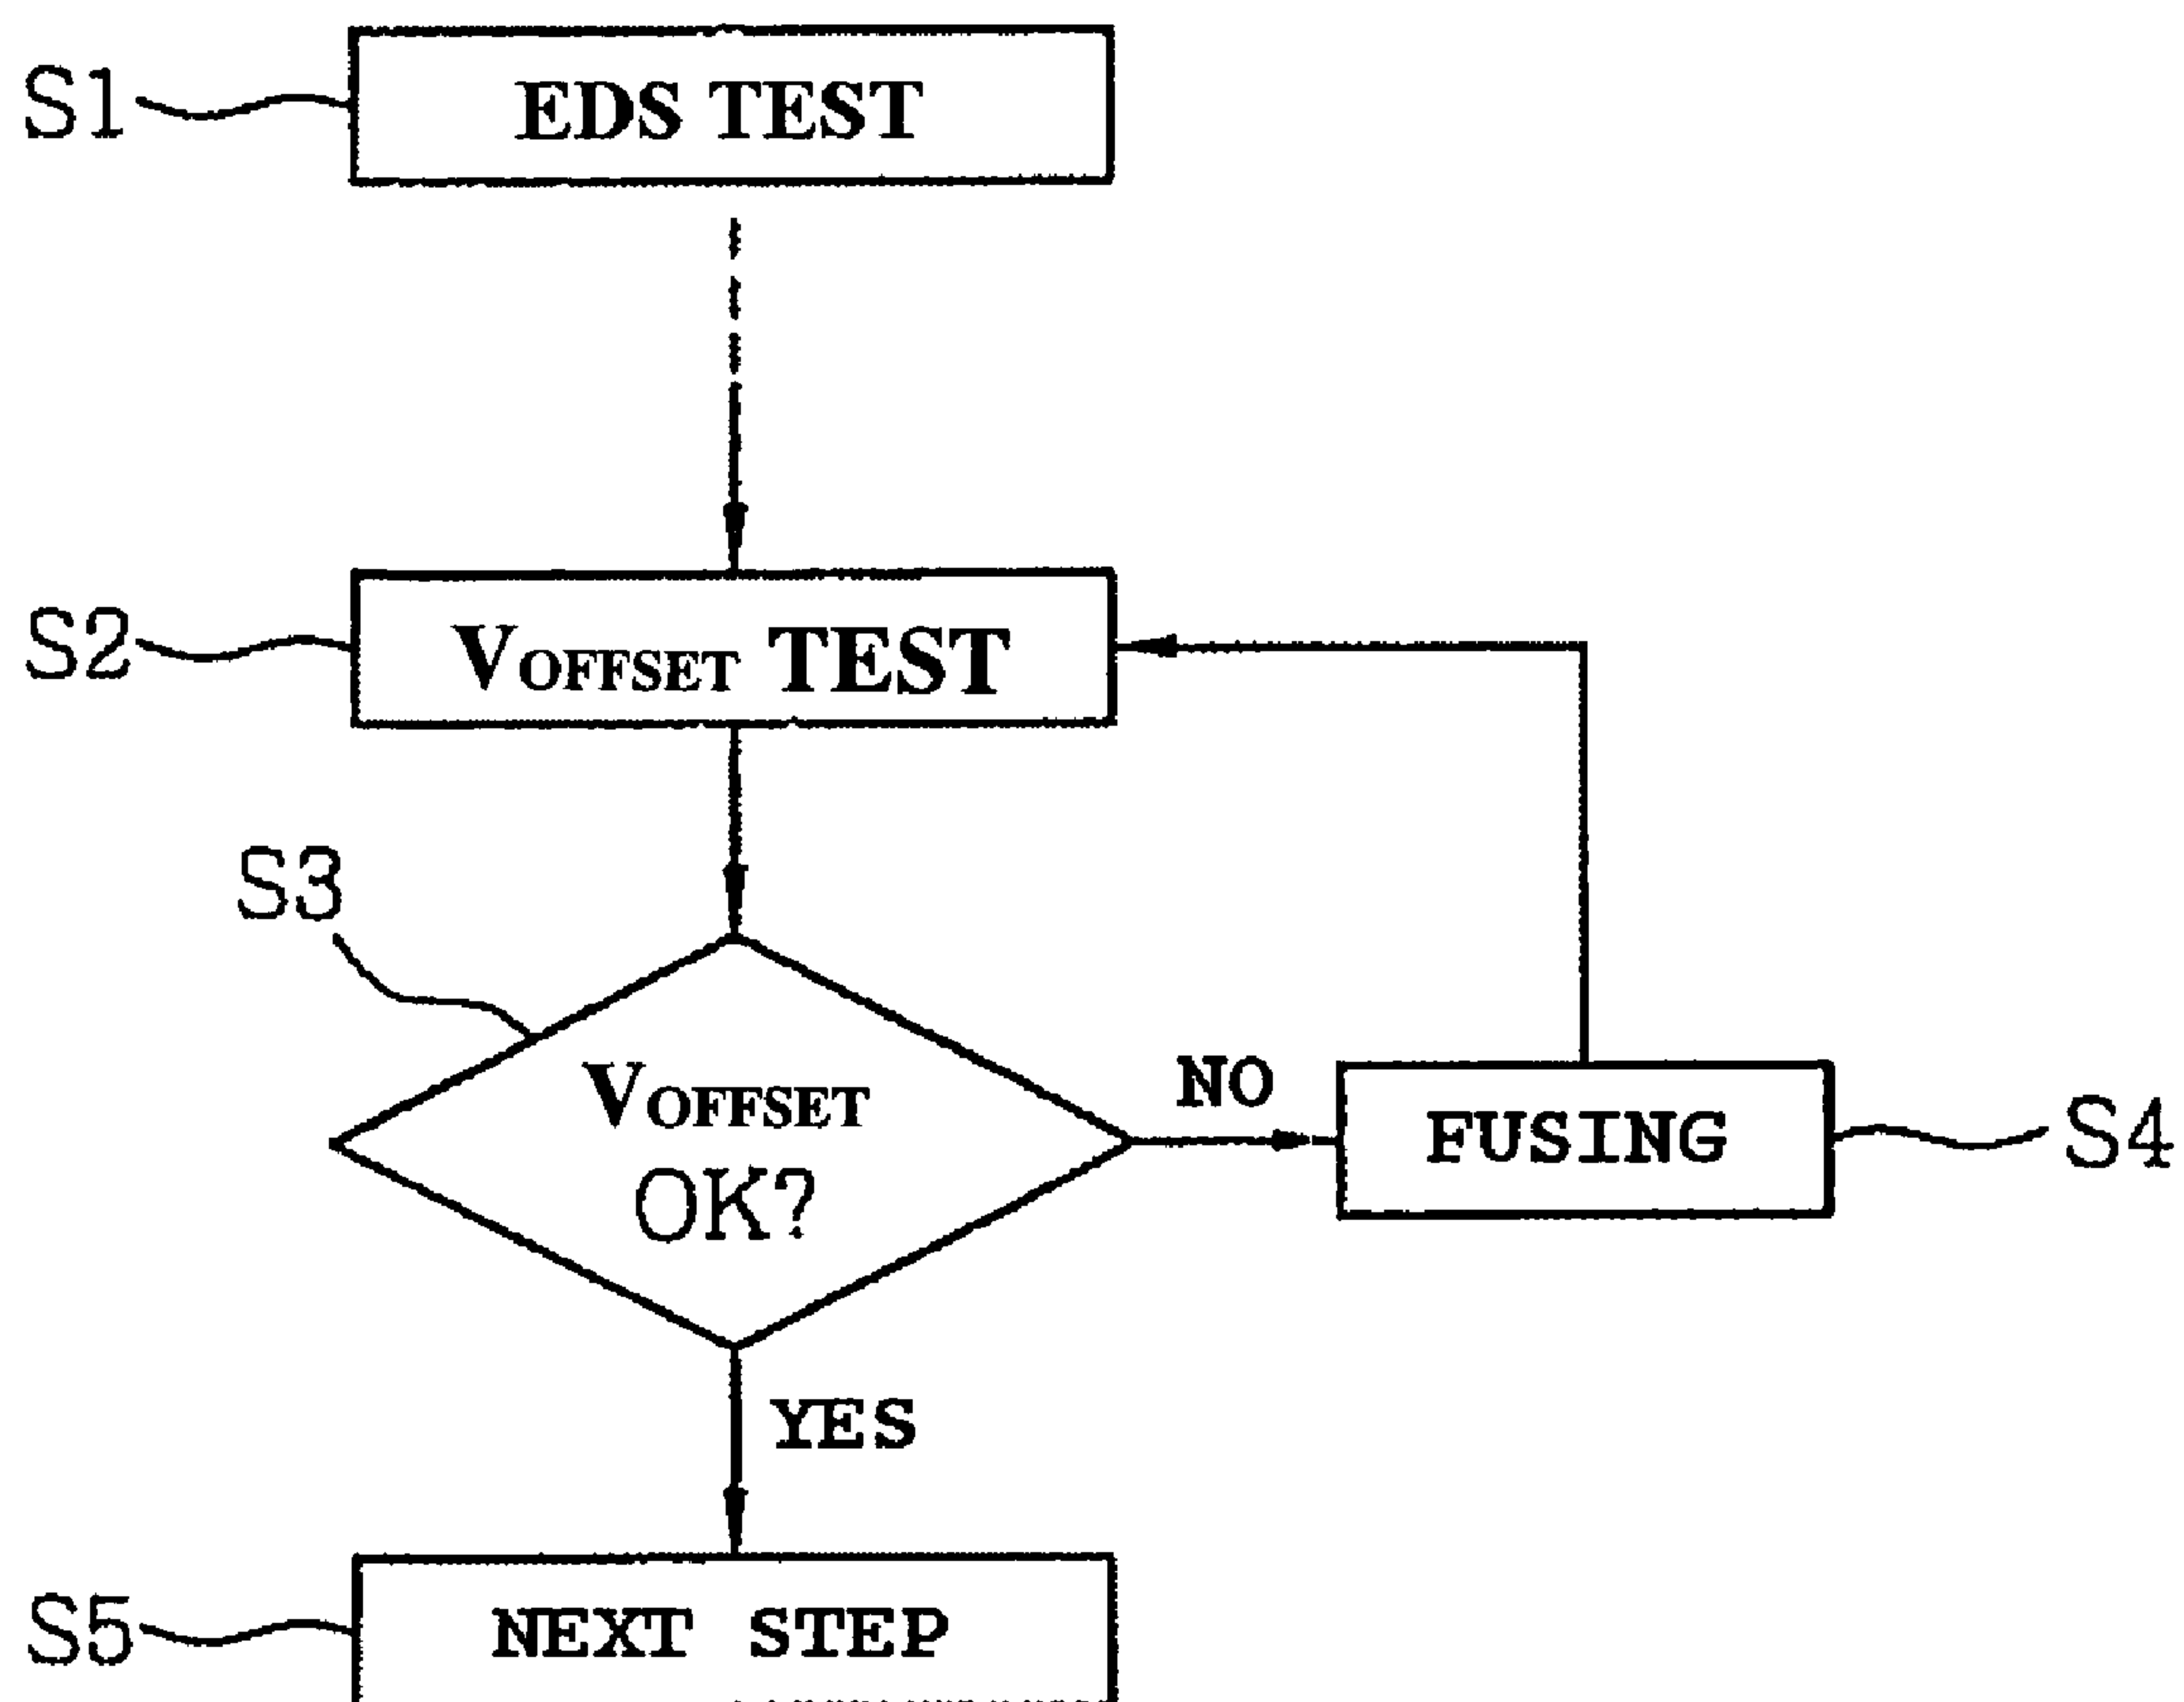 S1
EDS TEST
S2
VOFFSET TEST
S3
VOFFSET
OK?
NO
FUSING
S4
YES
S5
NEXT STEP